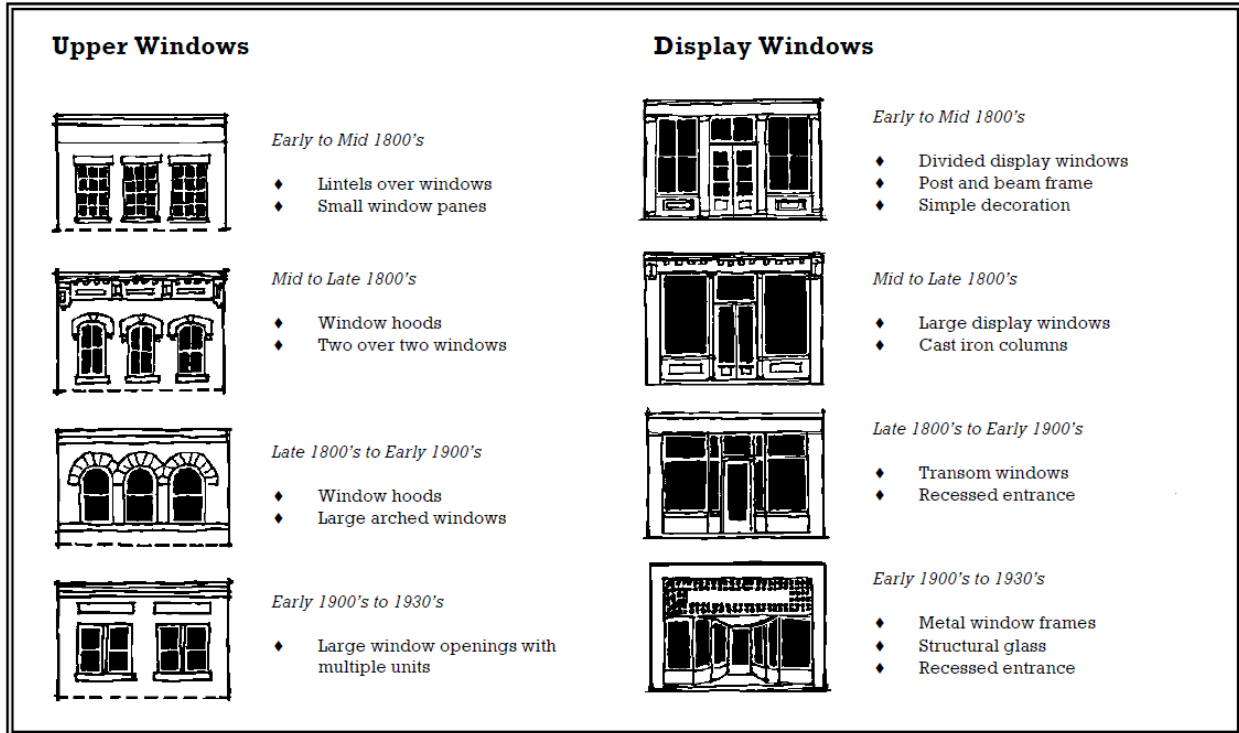 Upper Windows
Early to Mid 1800's
♦ Lintels over windows
♦ Small window panes
Mid to Late 1800's
♦ Window hoods
♦ Two over two windows
Late 1800's to Early 1900's
♦ Window hoods
♦ Large arched windows
Early 1900's to 1930's
♦ Large window openings with
multiple units
Display Windows
Early to Mid 1800's
♦ Divided display windows
♦ Post and beam frame
♦ Simple decoration
Mid to Late 1800's
♦ Large display windows
♦ Cast iron columns
Late 1800's to Early 1900's
♦ Transom windows
♦ Recessed entrance
Early 1900's to 1930's
♦ Metal window frames
♦ Structural glass
♦ Recessed entrance